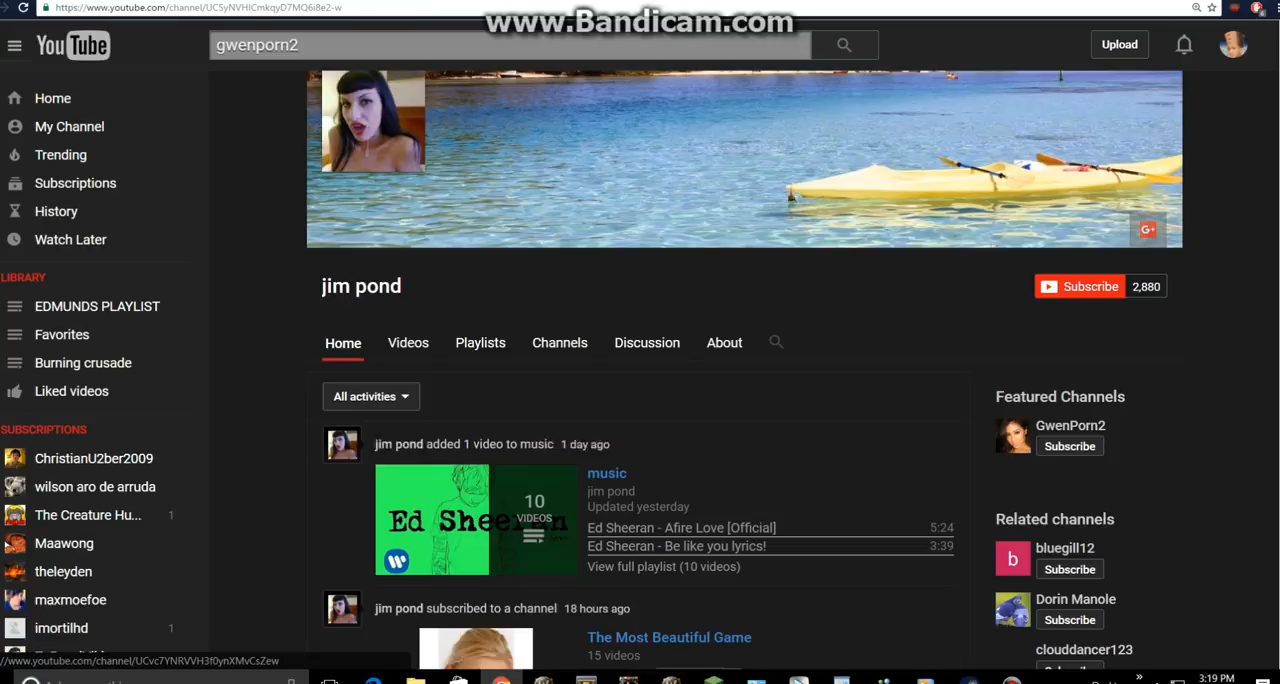 https://www.youtube.com/channel/UC5yNVHICmkqyD7MQ6i8e2-w
www.Bandicam.com
YouTube
gwenporn2
Upload
Home
My Channel
Trending
Subscriptions
History
Watch Later
LIBRARY
EDMUNDS PLAYLIST
Favorites
Burning crusade
Liked videos
SUBSCRIPTIONS
ChristianU2ber2009
wilson aro de arruda
The Creature Hu... 1
Maawong
theleyden
maxmoefoe
imortilhd 1
//www.youtube.com/channel/UCvc7YNRVVH3f0ynXMvCsZew
G+
jim pond
Subscribe 2,880
Home Videos Playlists Channels Discussion About
All activities
jim pond added 1 video to music 1 day ago
Ed Sheeran
10
VIDEOS
music
jim pond
Updated yesterday
Ed Sheeran - Afire Love [Official] 5:24
Ed Sheeran - Be like you lyrics! 3:39
View full playlist (10 videos)
jim pond subscribed to a channel 18 hours ago
The Most Beautiful Game
15 videos
Featured Channels
GwenPorn2
Subscribe
Related channels
b
bluegill12
Subscribe
Dorin Manole
Subscribe
clouddancer123
3:19 PM